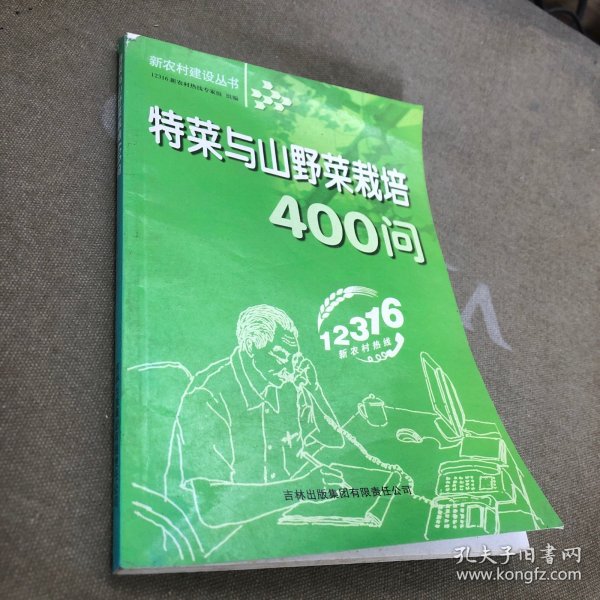 新农村建设丛书
12316新农村热线专家组 组编
特菜与山野菜栽培
400问
12316
新农村热线
吉林出版集团有限责任公司
孔夫子旧书网
www.kongfz.com